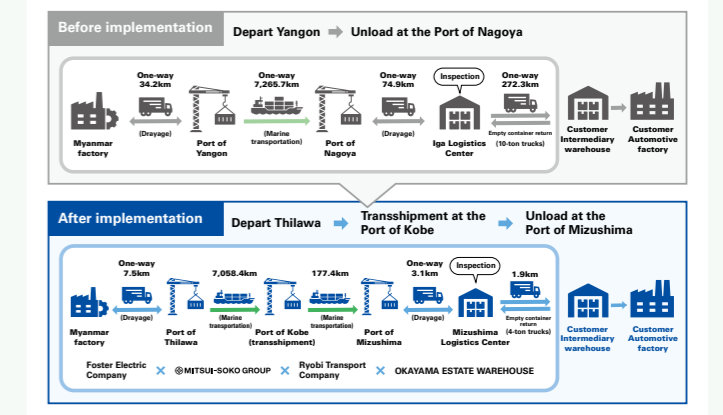 Before implementation
Depart Yangon ➡ Unload at the Port of Nagoya
One-way
34.2km
(Drayage)
Myanmar
factory
Port of
Yangon
One-way
7,265.7km
(Marine
transportation)
Port of
Nagoya
One-way
74.9km
(Drayage)
Inspection
Iga Logistics
Center
One-way
272.3km
Empty container return
(10-ton trucks)
Customer
Intermediary
warehouse
Customer
Automotive
factory
After implementation
Depart Thilawa ➡ Transshipment at the
Port of Kobe
➡ Unload at the
Port of Mizushima
One-way
7.5km
(Drayage)
Myanmar
factory
Port of
Thilawa
7,058.4km
(Marine
transportation)
Port of Kobe
(transshipment)
177.4km
(Marine
transportation)
Port of
Mizushima
One-way
3.1km
(Drayage)
Inspection
Mizushima
Logistics Center
1.9km
Empty container
return
(4-ton trucks)
Customer
Intermediary
warehouse
Customer
Automotive
factory
Foster Electric
Company
×
MITSUI-SOKO GROUP
×
Ryobi Transport
Company
×
OKAYAMA ESTATE WAREHOUSE